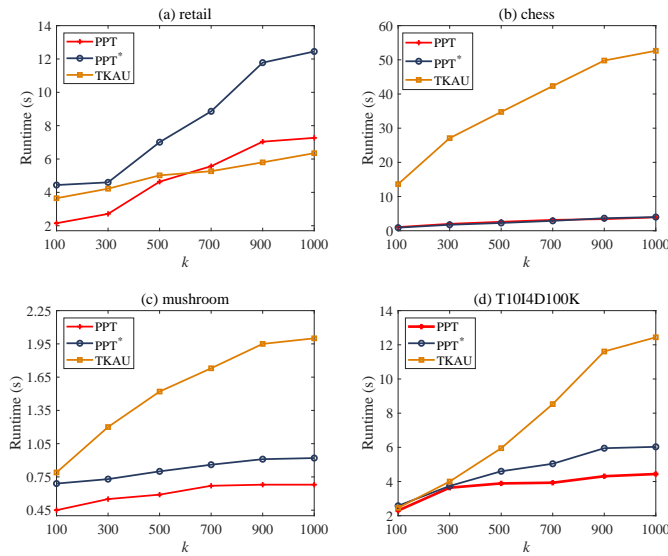 (a) retail
14
12
10
8
6
4
2
Runtime (s)
PPT
PPT*
TKAU
100 300 500 700 900 1000
k
(b) chess
60
50
40
30
20
10
0
Runtime (s)
PPT
PPT*
TKAU
100 300 500 700 900 1000
k
(c) mushroom
2.25
1.95
1.65
1.35
1.05
0.75
0.45
Runtime (s)
PPT
PPT*
TKAU
100 300 500 700 900 1000
k
(d) T10I4D100K
14
12
10
8
6
4
2
Runtime (s)
PPT
PPT*
TKAU
100 300 500 700 900 1000
k